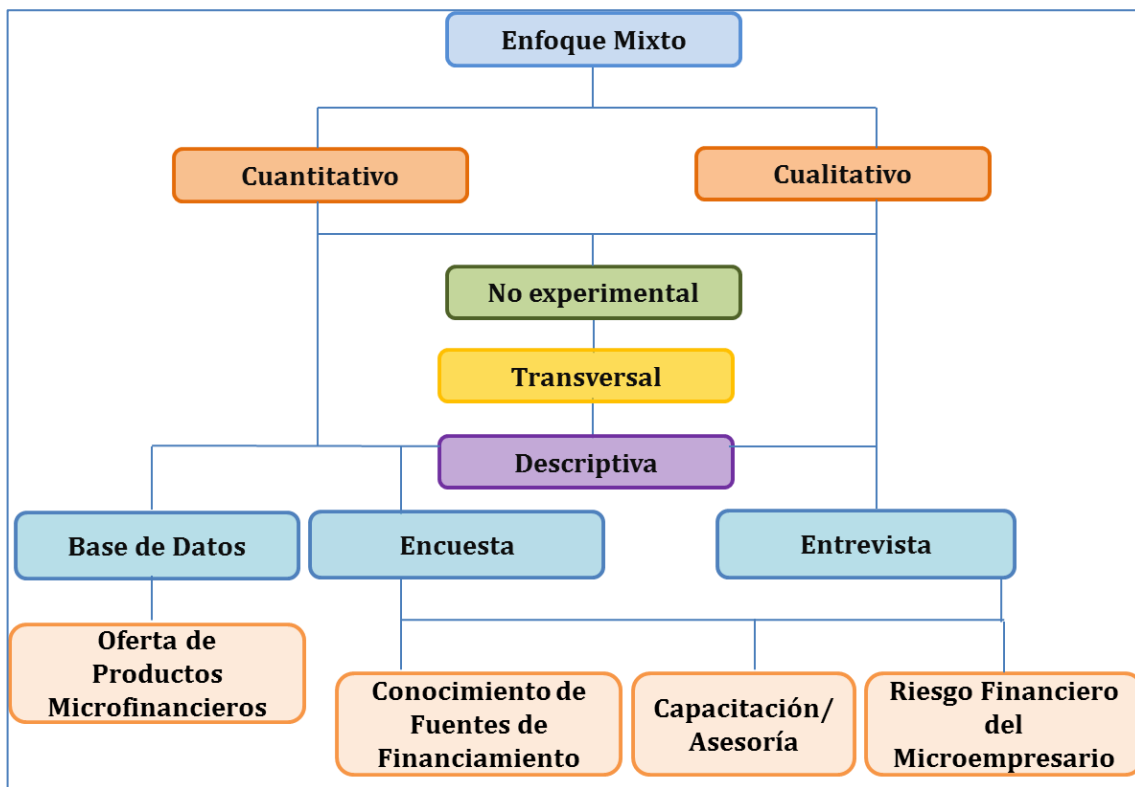 Enfoque Mixto
Cuantitativo
Cualitativo
No experimental
Transversal
Descriptiva
Base de Datos
Encuesta
Entrevista
Oferta de
Productos
Microfinancieros
Conocimiento de
Fuentes de
Financiamiento
Capacitación/
Asesoría
Riesgo Financiero
del
Microempresario